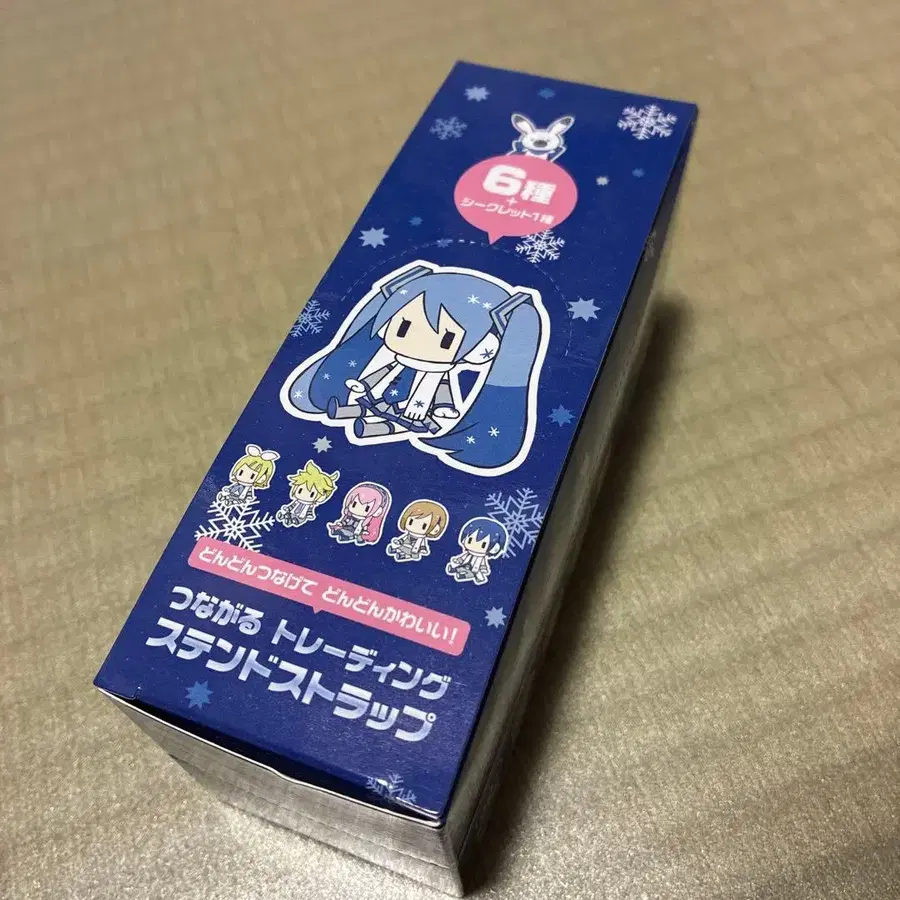 6種
+
シークレット1種
どんどんつなげて どんどんかわいい!
つながる トレーディング
ステンドストラップ